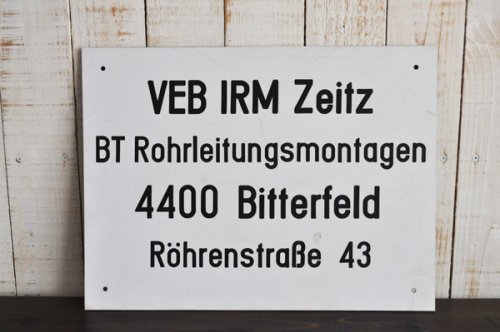 VEB IRM Zeitz
BT Rohrleitungsmontagen
4400 Bitterfeld
Röhrenstraße 43